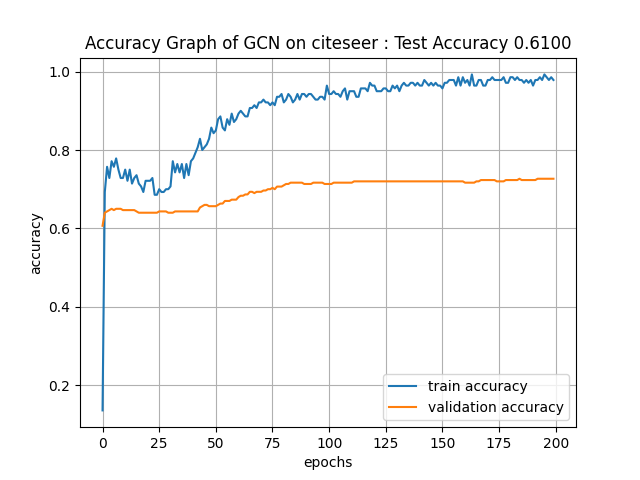 Accuracy Graph of GCN on citeseer : Test Accuracy 0.6100
1.0
0.8
0.6
0.4
0.2
accuracy
0 25 50 75 100 125 150 175 200
epochs
train accuracy
validation accuracy